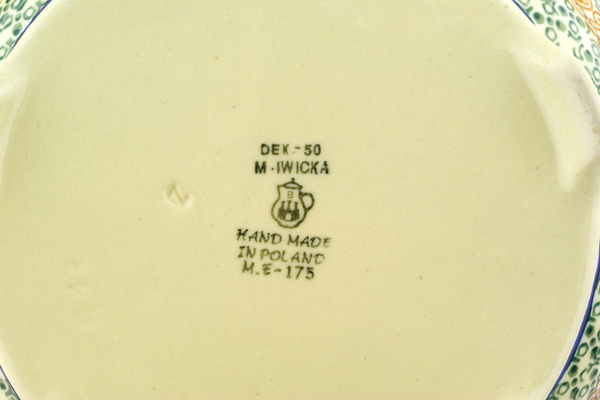 DEK.-50
M.IWICKA
B
HAND MADE
IN POLAND
M.E-175
N